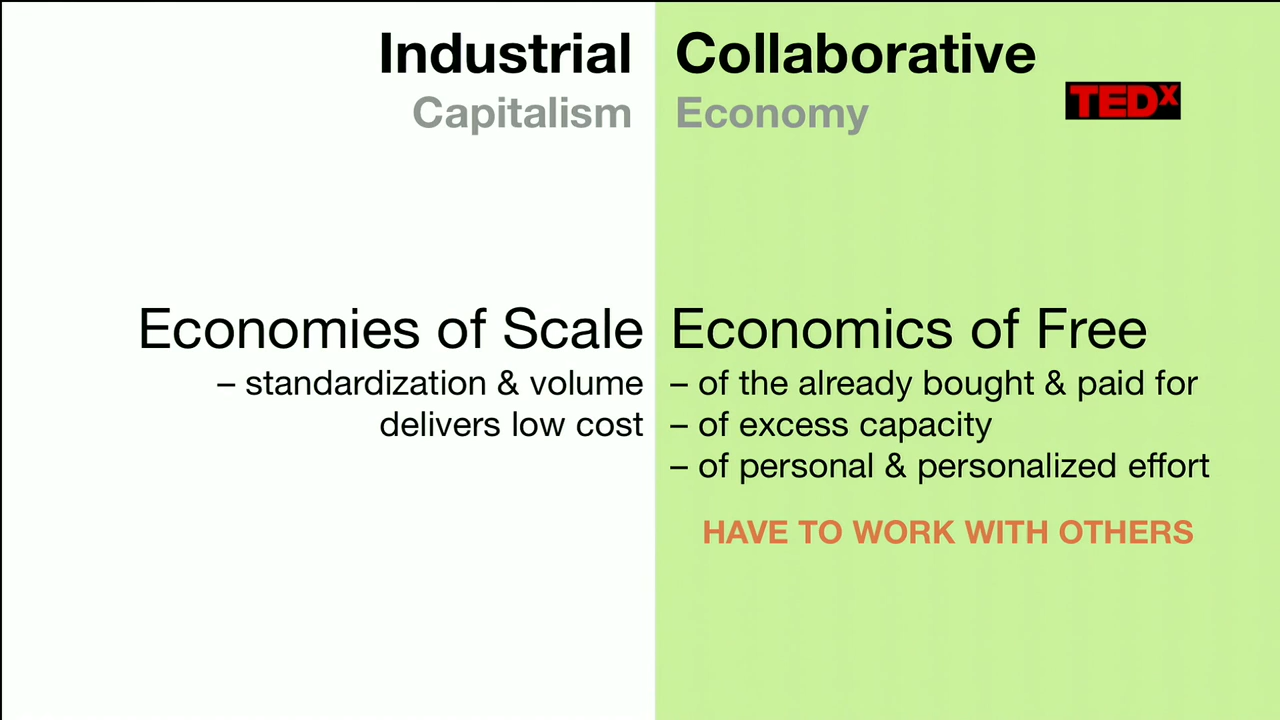 Industrial
Capitalism
Economies of Scale
– standardization & volume
delivers low cost
Collaborative
Economy
TEDx
Economics of Free
– of the already bought & paid for
– of excess capacity
– of personal & personalized effort
HAVE TO WORK WITH OTHERS